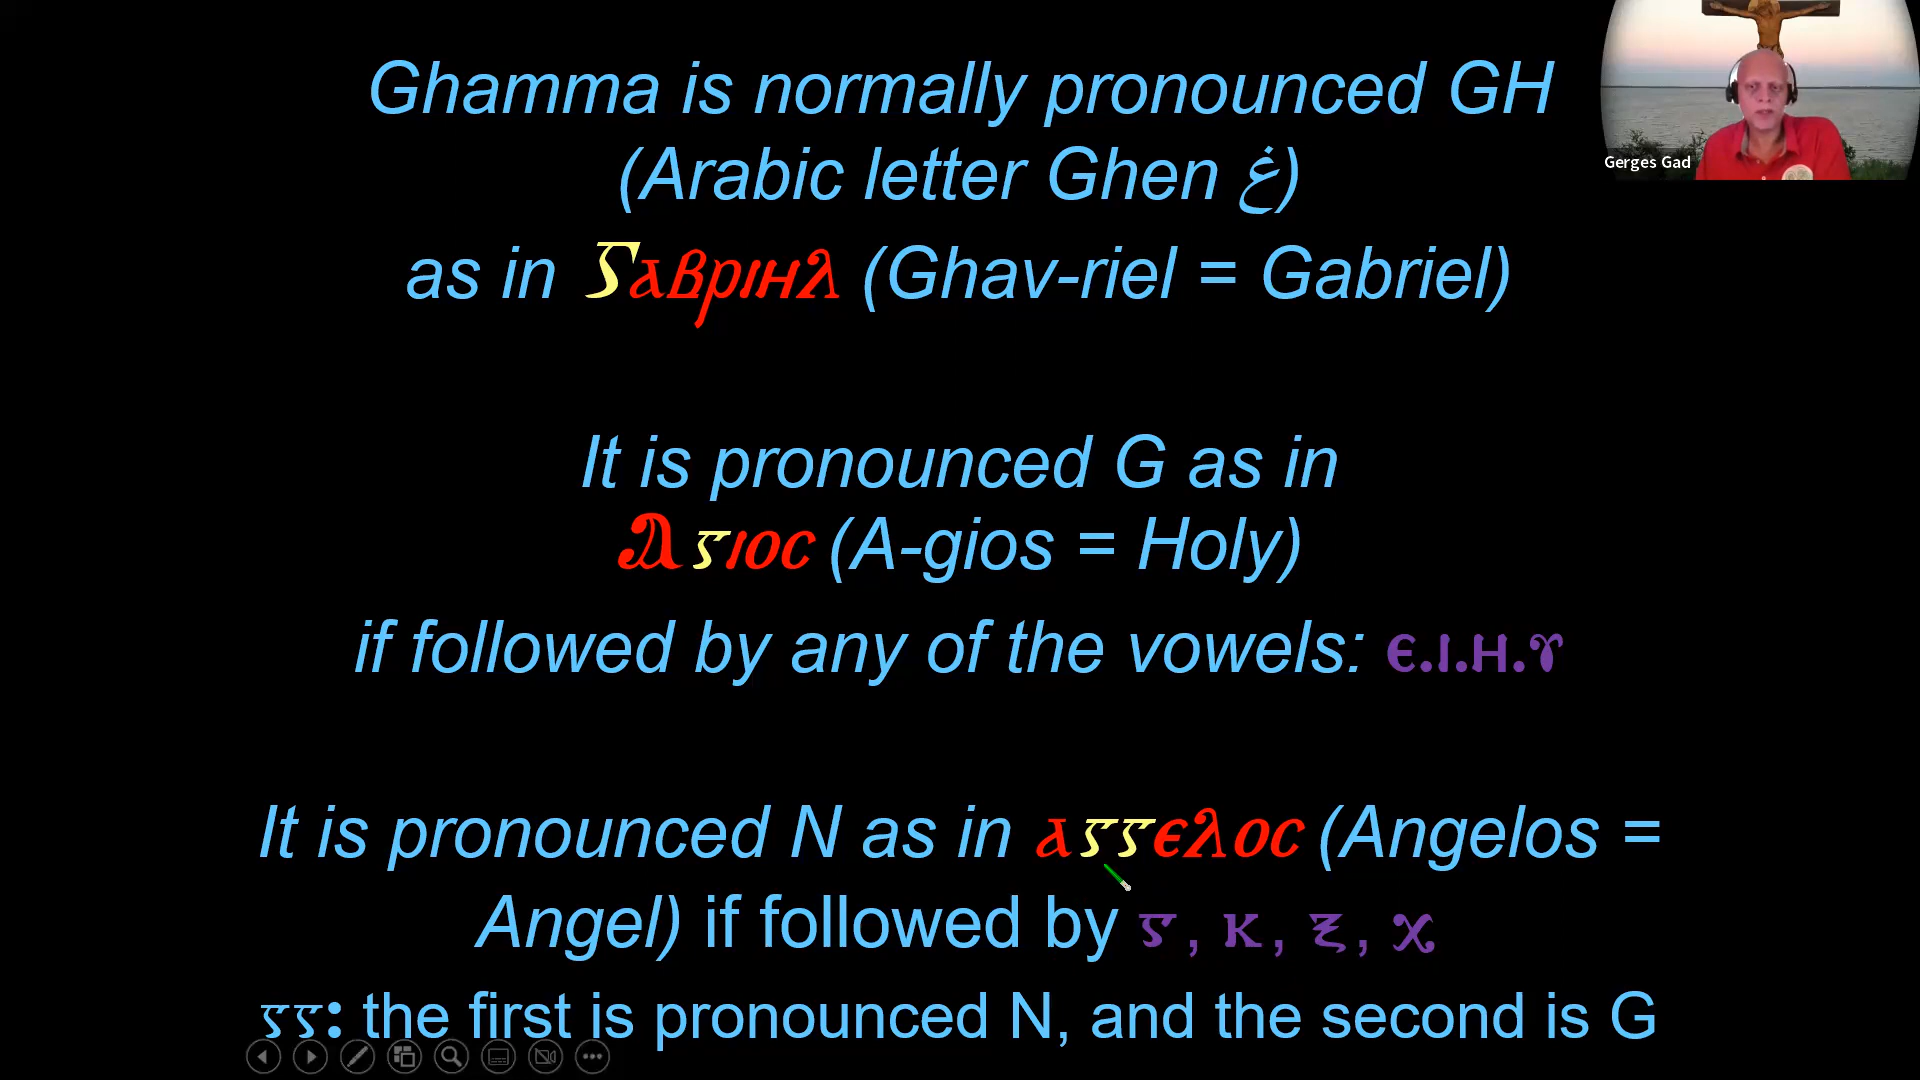 Ghamma is normally pronounced GH
(Arabic letter Ghen غ)
as in Ⲅⲁⲃⲣⲓⲏⲗ (Ghav-riel = Gabriel)
Gerges Gad
It is pronounced G as in
Ⲁⲅⲓⲟⲥ (A-gios = Holy)
if followed by any of the vowels: ⲉ.ⲓ.ⲏ.ⲩ
It is pronounced N as in ⲁⲅⲅⲉⲗⲟⲥ (Angelos =
Angel) if followed by ⲅ, ⲕ, ⲝ, ⲭ
ⲅⲅ: the first is pronounced N, and the second is G